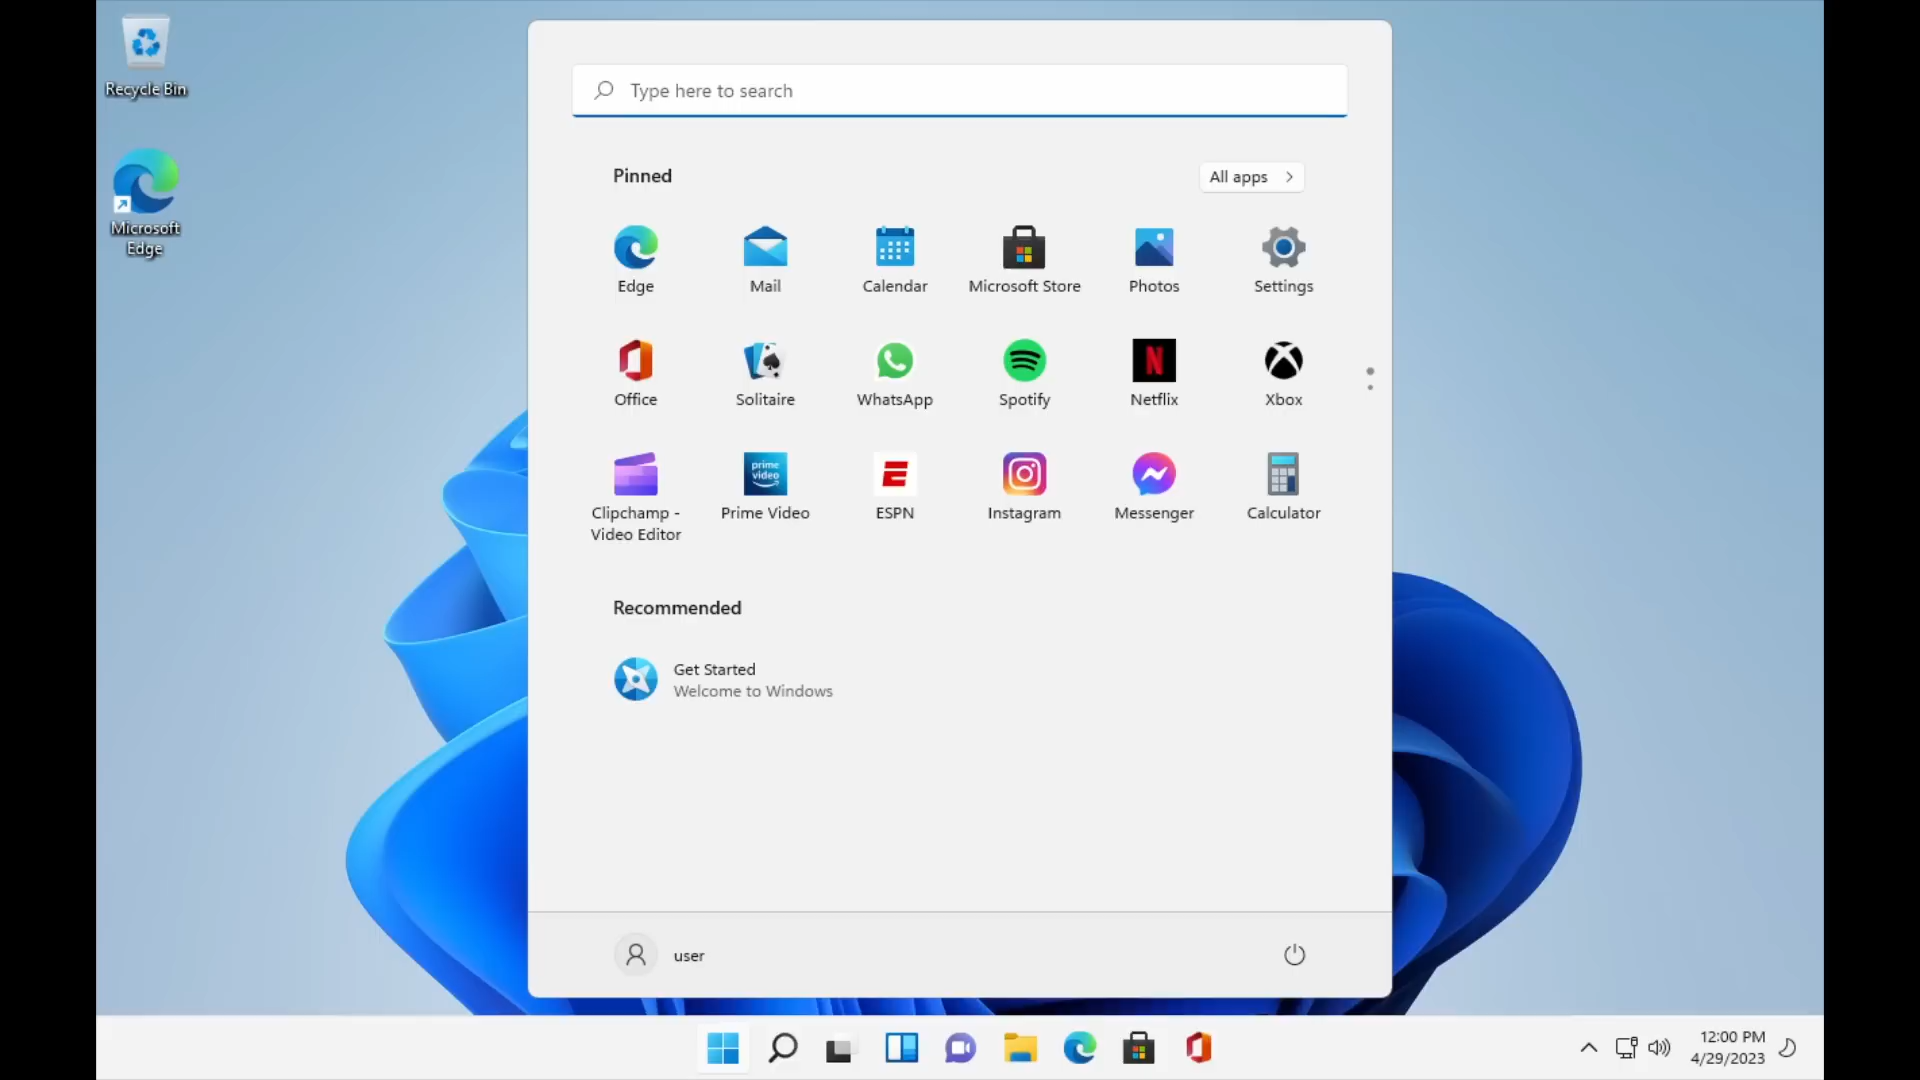 Recycle Bin
Microsoft
Edge
Type here to search
Pinned
All apps
Edge
Mail
Calendar
Microsoft Store
Photos
Settings
Office
Solitaire
WhatsApp
Spotify
N
Netflix
Xbox
prime
video
Clipchamp -
Video Editor
Prime Video
E
ESPN
Instagram
Messenger
Calculator
Recommended
Get Started
Welcome to Windows
user
12:00 PM
4/29/2023